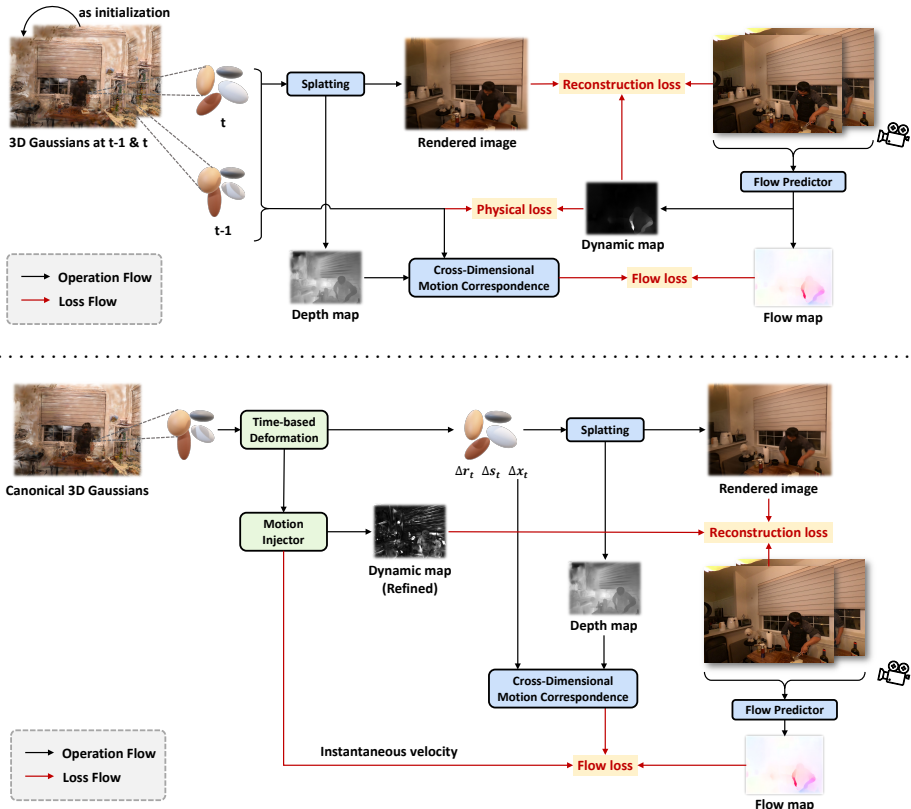 as initialization
3D Gaussians at t-1 & t
t
t-1
Splatting
Rendered image
Reconstruction loss
Flow Predictor
Physical loss
Dynamic map
Depth map
Cross-Dimensional
Motion Correspondence
Flow loss
Flow map
Operation Flow
Loss Flow
Canonical 3D Gaussians
Time-based
Deformation
Δr_t Δs_t Δx_t
Splatting
Rendered image
Motion
Injector
Dynamic map
(Refined)
Reconstruction loss
Depth map
Cross-Dimensional
Motion Correspondence
Flow Predictor
Instantaneous velocity
Flow loss
Flow map
Operation Flow
Loss Flow